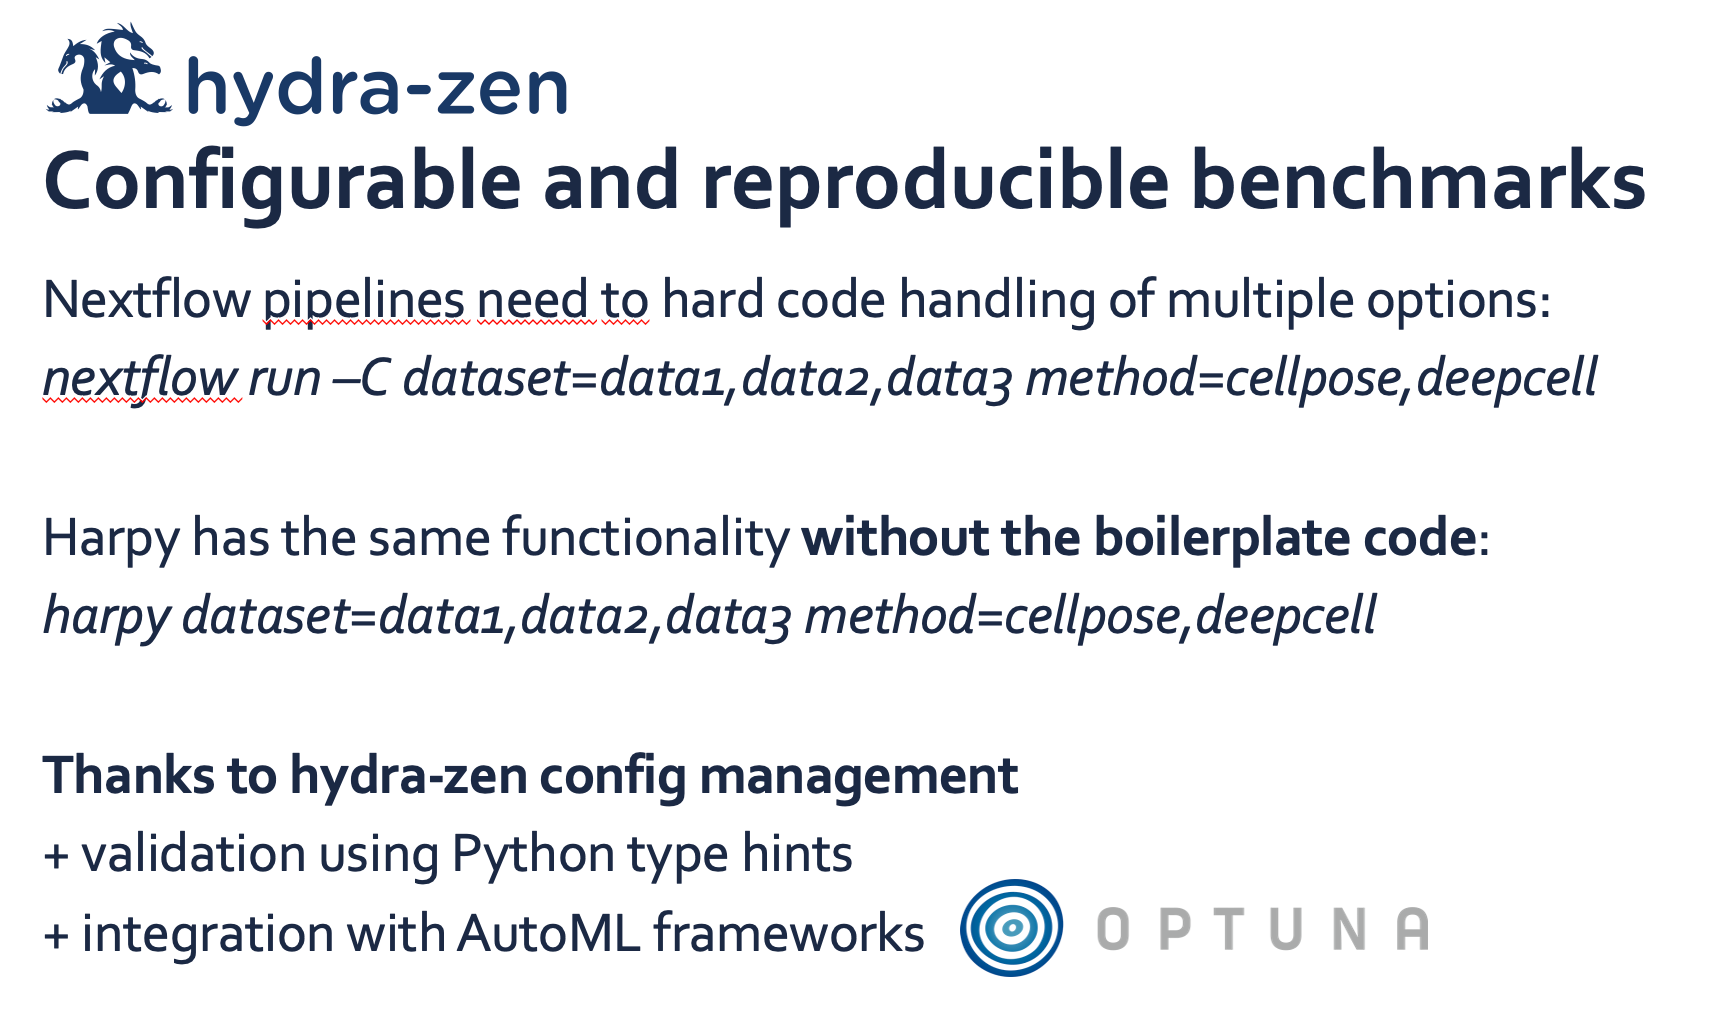 hydra-zen
Configurable and reproducible benchmarks
Nextflow pipelines need to hard code handling of multiple options:
nextflow run –C dataset=data1,data2,data3 method=cellpose,deepcell
Harpy has the same functionality without the boilerplate code:
harpy dataset=data1,data2,data3 method=cellpose,deepcell
Thanks to hydra-zen config management
+ validation using Python type hints
+ integration with AutoML frameworks OPTUNA